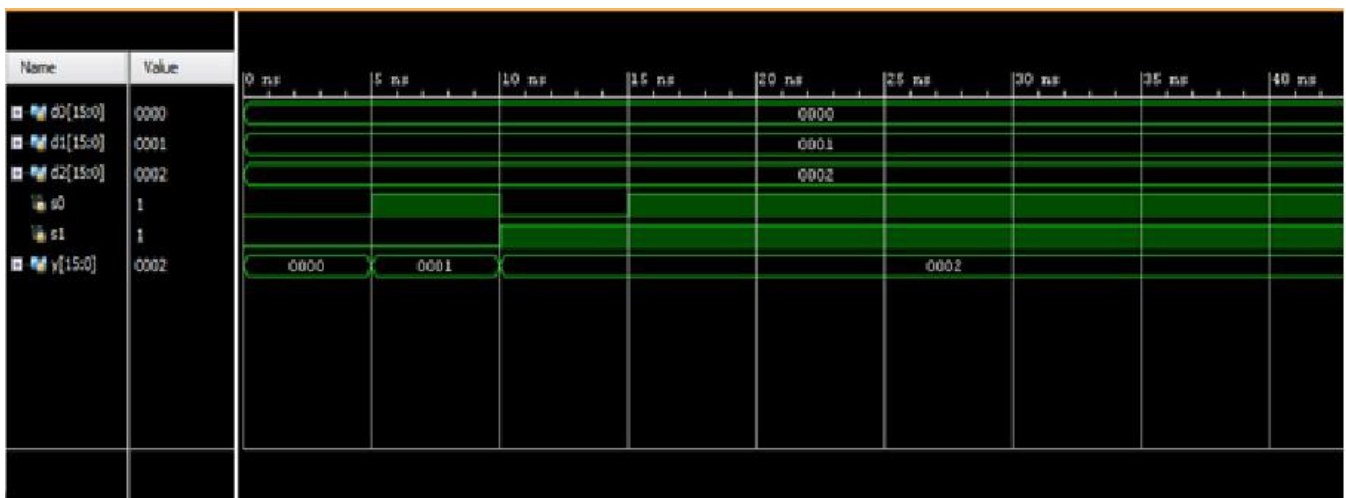 Name Value 0 ns 5 ns 10 ns 15 ns 20 ns 25 ns 30 ns 35 ns 40 ns
d0[15:0] 0000 0000
d1[15:0] 0001 0001
d2[15:0] 0002 0002
s0 1
s1 1
y[15:0] 0002 0000 0001 0002